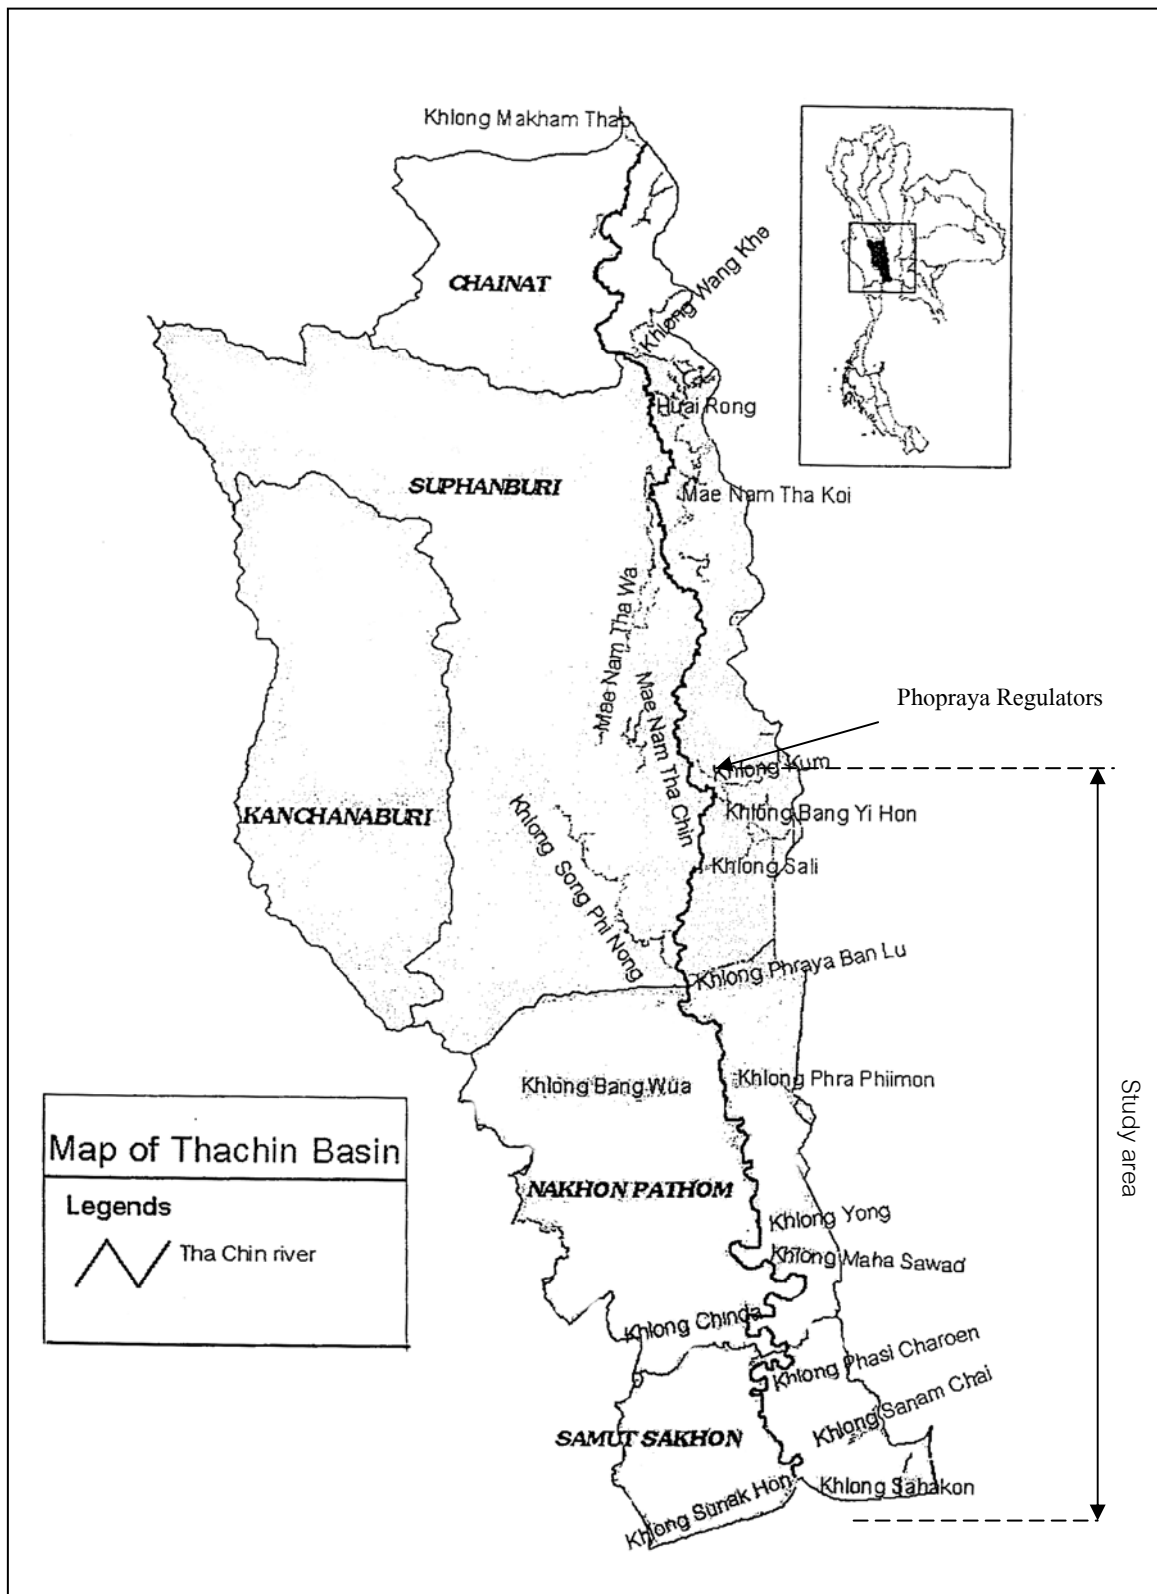 Khlong Makham Thap
Khlong Wang Khe
CHAINAT
Huai Rong
SUPHANBURI
Mae Nam Tha Koi
Mae Nam Tha Wa
Mae Nam Tha Chin
Phopraya Regulators
Khlong Kum
Khlong Bang Yi Hon
KANCHANABURI
Khlong Song Phi Nong
Khlong Sali
Khlong Phraya Ban Lu
Khlong Phra Phiimon
Khlong Bang Wua
Study area
Map of Thachin Basin
Legends
Tha Chin river
NAKHON PATHOM
Khlong Yong
Khlong Maha Sawad
Khlong Chinda
Khlong Phasi Charoen
Khlong Sanam Chai
SAMUT SAKHON
Khlong Sahakon
Khlong Sunak Hon